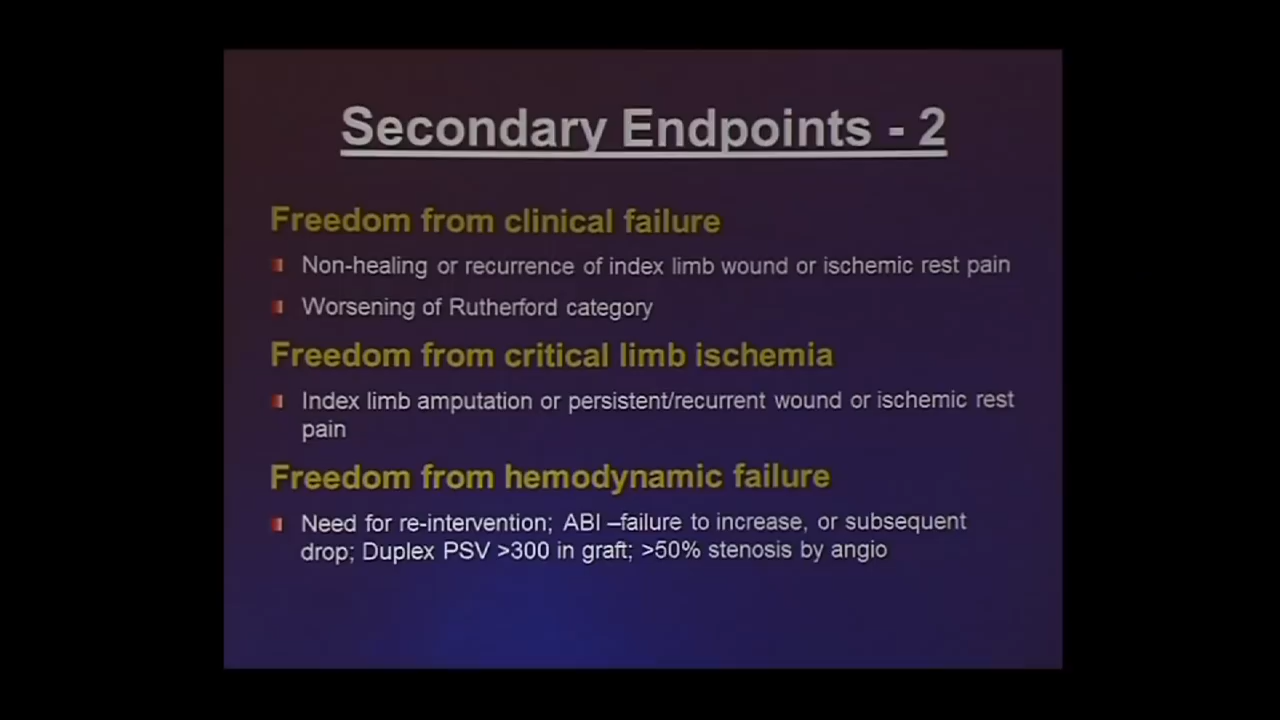 Secondary Endpoints - 2
Freedom from clinical failure
Non-healing or recurrence of index limb wound or ischemic rest pain
Worsening of Rutherford category
Freedom from critical limb ischemia
Index limb amputation or persistent/recurrent wound or ischemic rest
pain
Freedom from hemodynamic failure
Need for re-intervention; ABI –failure to increase, or subsequent
drop; Duplex PSV >300 in graft; >50% stenosis by angio